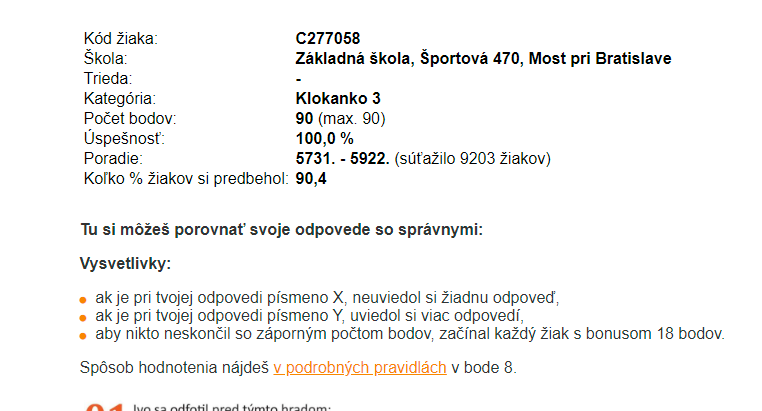 Kód žiaka: C277058
Škola: Základná škola, Športová 470, Most pri Bratislave
Trieda: -
Kategória: Klokanko 3
Počet bodov: 90 (max. 90)
Úspešnosť: 100,0 %
Poradie: 5731. - 5922. (súťažilo 9203 žiakov)
Koľko % žiakov si predbehol: 90,4
Tu si môžeš porovnať svoje odpovede so správnymi:
Vysvetlivky:
ak je pri tvojej odpovedi písmeno X, neuviedol si žiadnu odpoveď,
ak je pri tvojej odpovedi písmeno Y, uviedol si viac odpovedí,
aby nikto neskončil so záporným počtom bodov, začínal každý žiak s bonusom 18 bodov.
Spôsob hodnotenia nájdeš v podrobných pravidlách v bode 8.
Ivo sa odfotil pred týmto hradom: